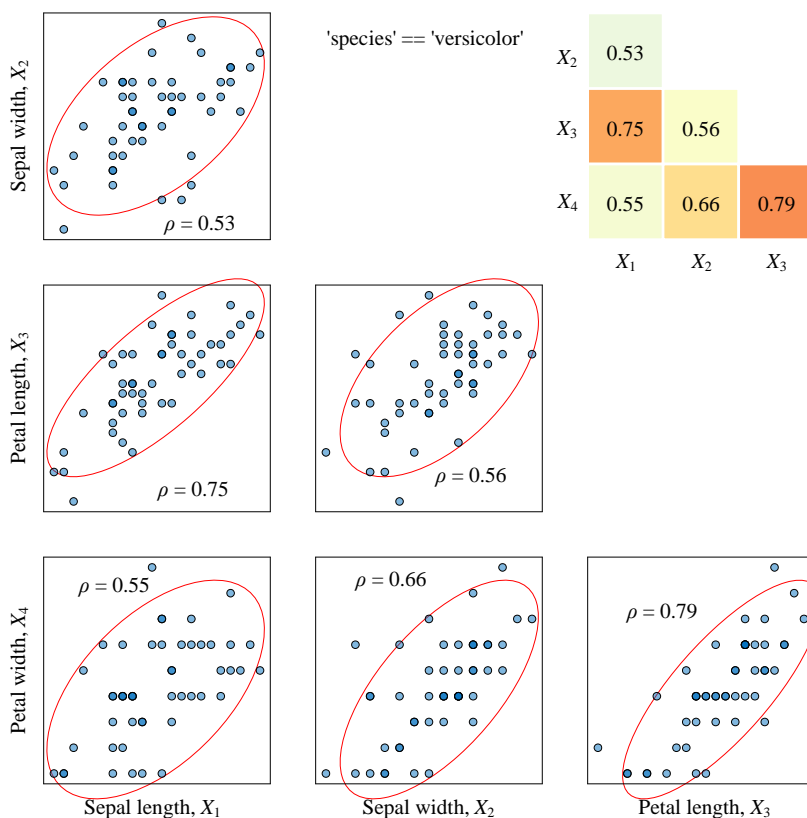 'species' == 'versicolor'
Sepal width, X2
ρ = 0.53
X2
0.53
X3
0.75
0.56
X4
0.55
0.66
0.79
X1
X2
X3
Petal length, X3
ρ = 0.75
ρ = 0.56
Petal width, X4
ρ = 0.55
ρ = 0.66
ρ = 0.79
Sepal length, X1
Sepal width, X2
Petal length, X3